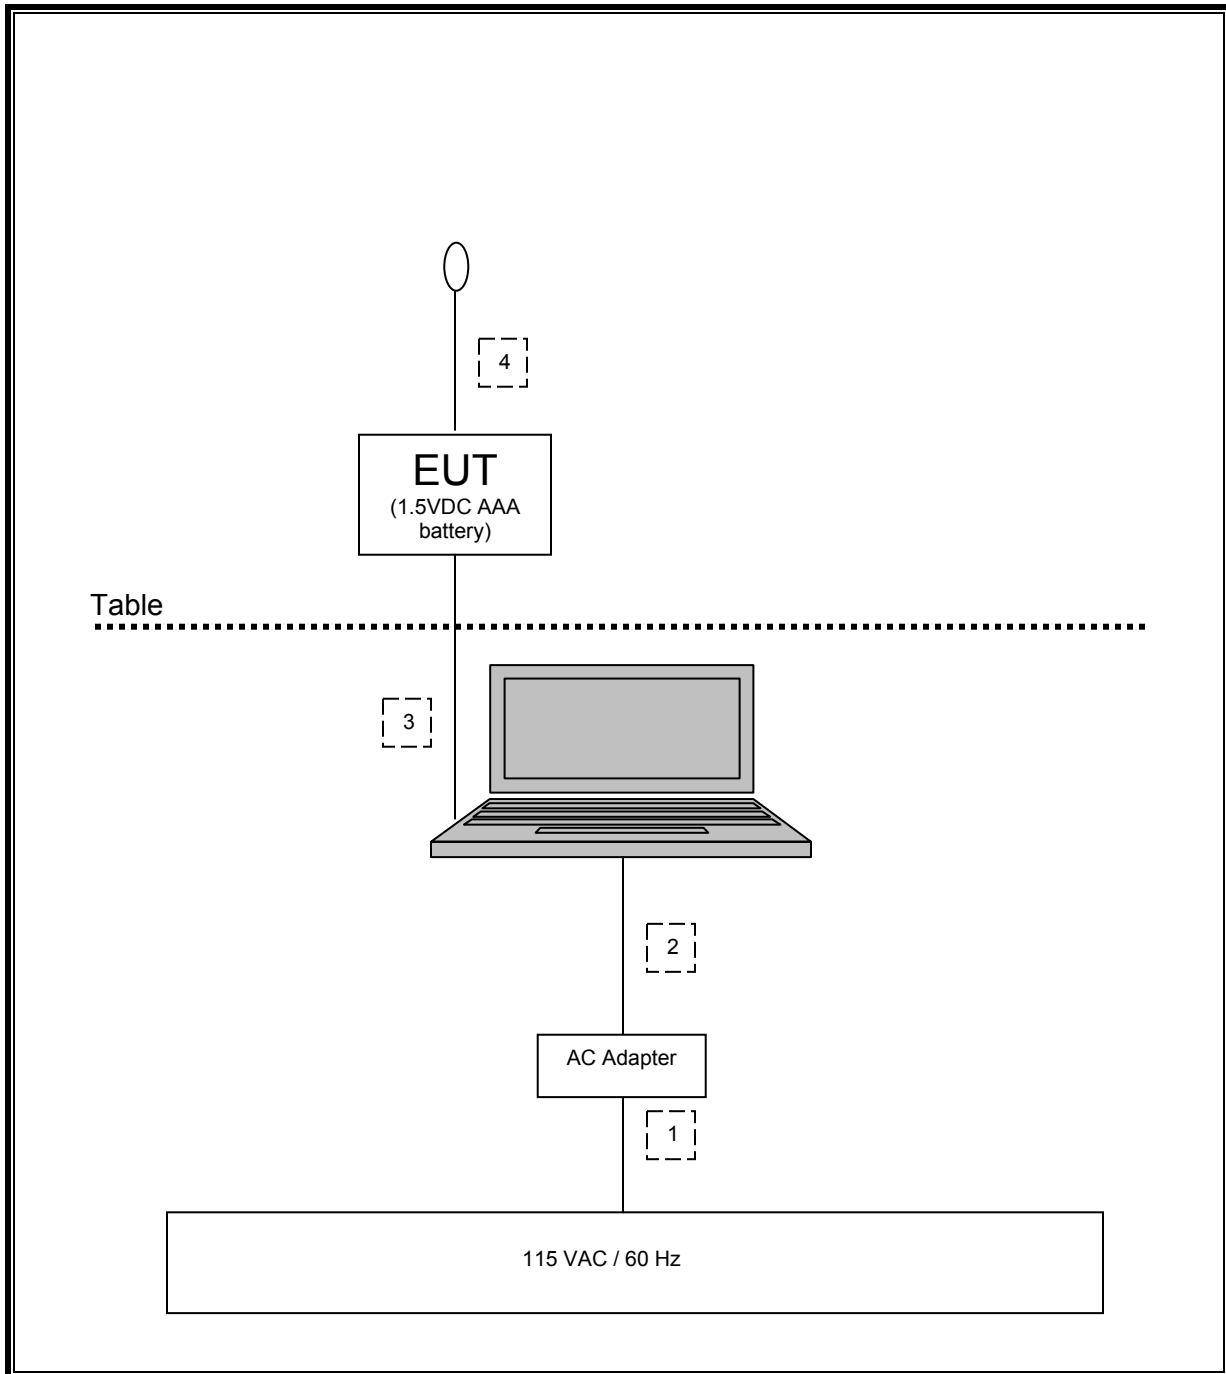 4
EUT
(1.5VDC AAA
battery)
Table
3
2
AC Adapter
1
115 VAC / 60 Hz